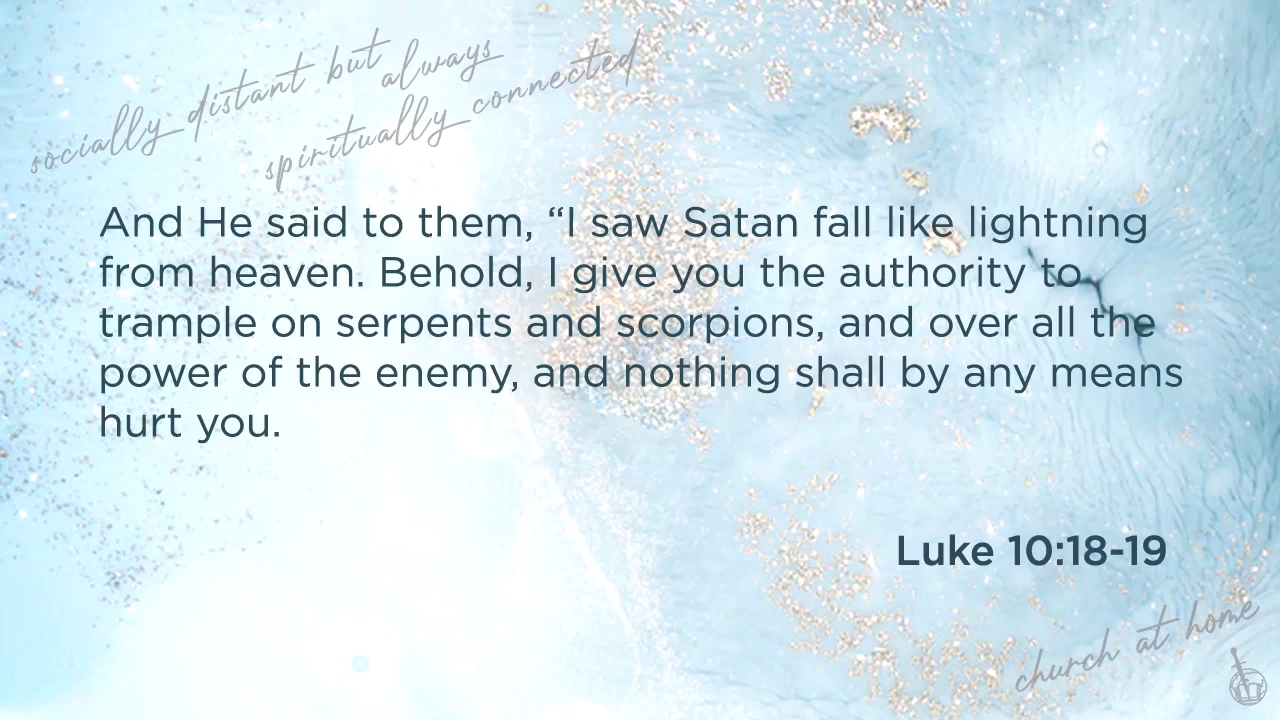 socially distant but always
spiritually connected
And He said to them, “I saw Satan fall like lightning
from heaven. Behold, I give you the authority to
trample on serpents and scorpions, and over all the
power of the enemy, and nothing shall by any means
hurt you.
Luke 10:18-19
church at home